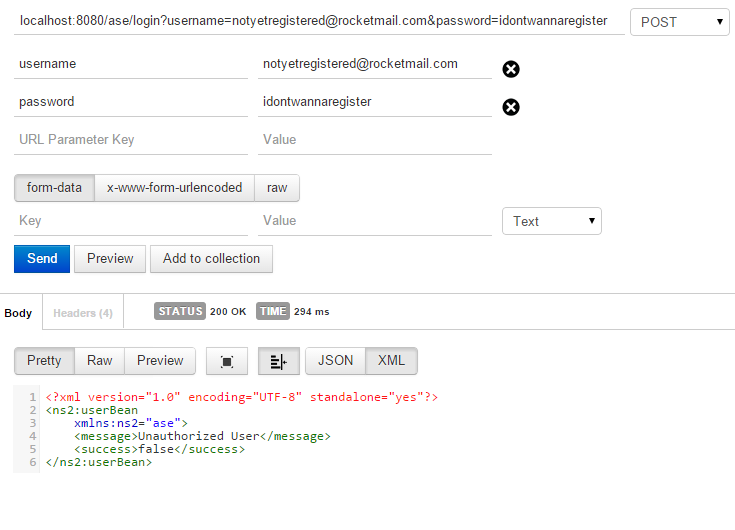 localhost:8080/ase/login?username=notyetregistered@rocketmail.com&password=idontwannaregister POST
username notyetregistered@rocketmail.com
password idontwannaregister
URL Parameter Key Value
form-data x-www-form-urlencoded raw
Key Value Text
Send Preview Add to collection
Body Headers (4) STATUS 200 OK TIME 294 ms
Pretty Raw Preview JSON XML
1 <?xml version="1.0" encoding="UTF-8" standalone="yes"?>
2 <ns2:userBean
3 xmlns:ns2="ase">
4 <message>Unauthorized User</message>
5 <success>false</success>
6 </ns2:userBean>